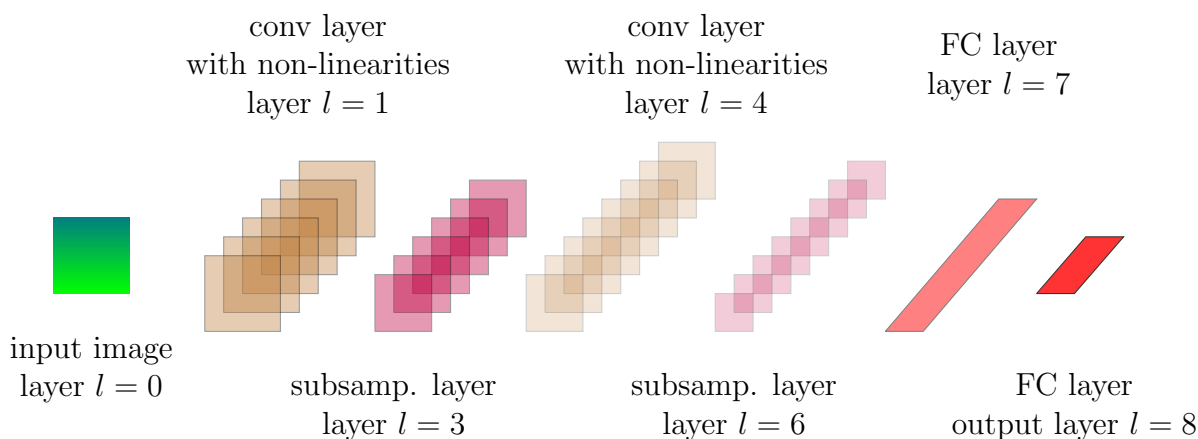 conv layer
with non-linearities
layer l = 1
conv layer
with non-linearities
layer l = 4
FC layer
layer l = 7
input image
layer l = 0
subsamp. layer
layer l = 3
subsamp. layer
layer l = 6
FC layer
output layer l = 8